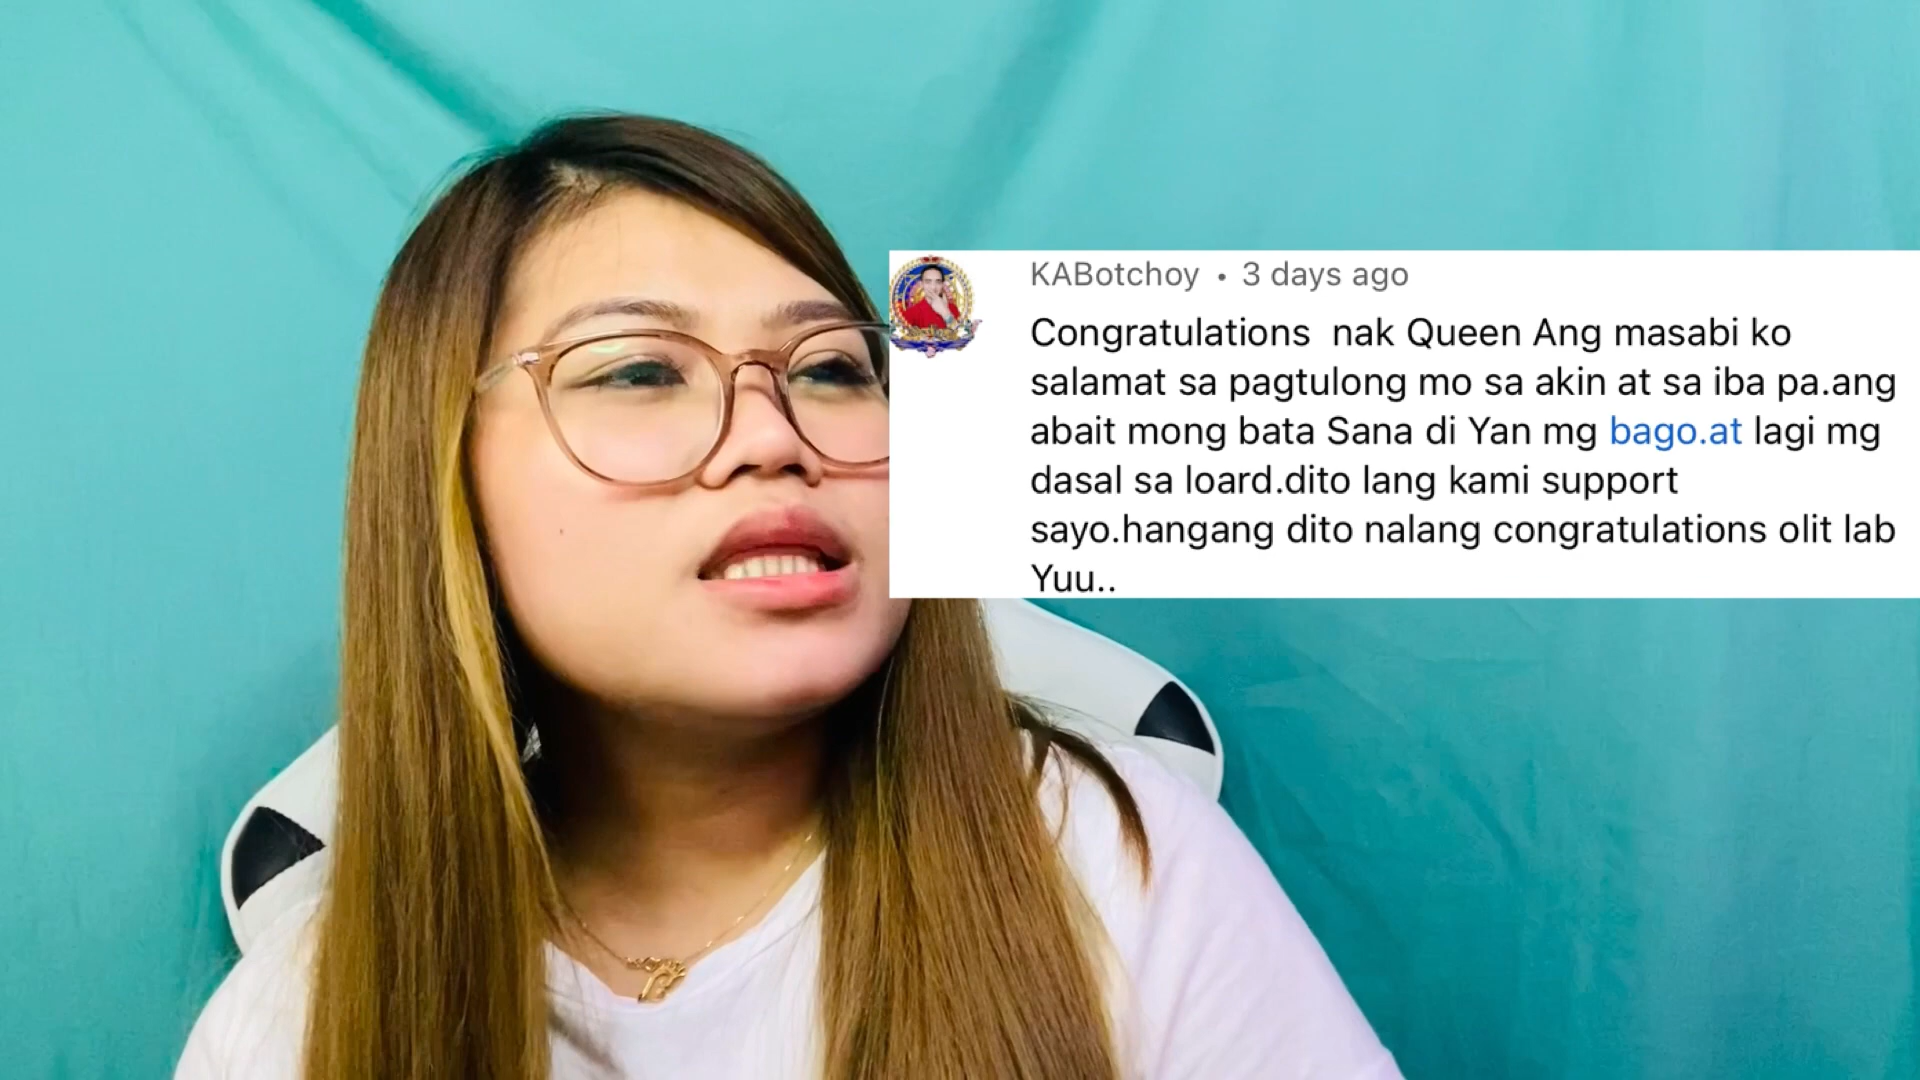 KABotchoy • 3 days ago
Congratulations  nak Queen Ang masabi ko
salamat sa pagtulong mo sa akin at sa iba pa.ang
abait mong bata Sana di Yan mg bago.at lagi mg
dasal sa loard.dito lang kami support
sayo.hangang dito nalang congratulations olit lab
Yuu..